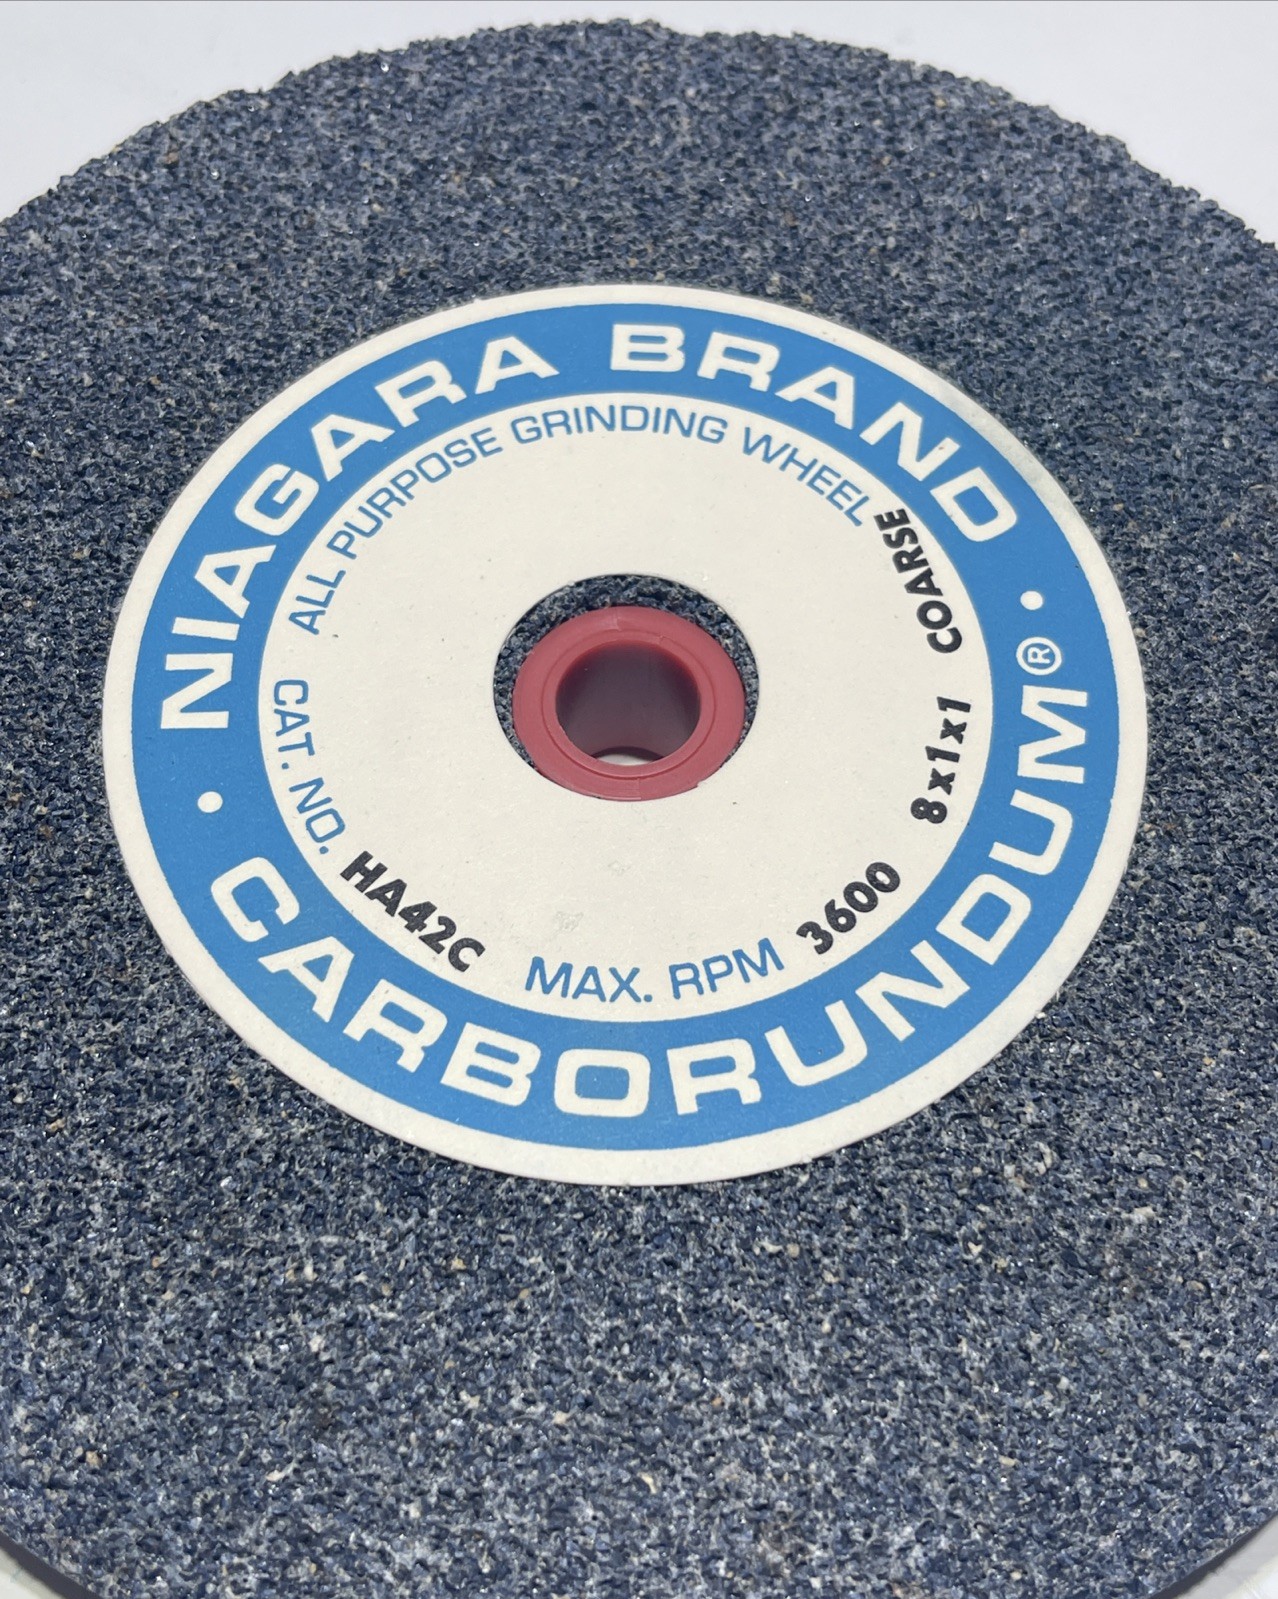 NIAGARA BRAND
ALL PURPOSE GRINDING WHEEL
COARSE
8x1x1
CAT. NO. HA42C
MAX. RPM 3600
CARBORUNDUM®